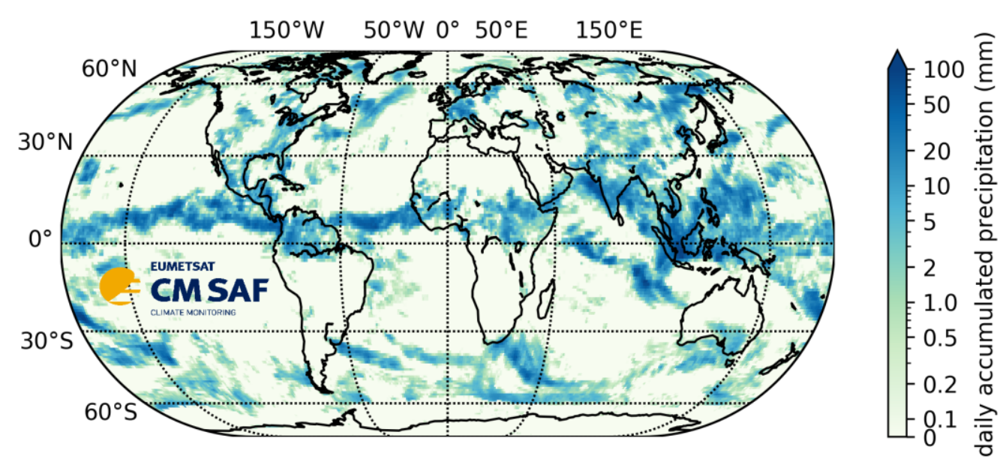 150°W 50°W 0° 50°E 150°E
60°N
30°N
0°
30°S
60°S
EUMETSAT
CM SAF
CLIMATE MONITORING
100
50
20
10
5
2
1.0
0.5
0.2
0.1
0
daily accumulated precipitation (mm)